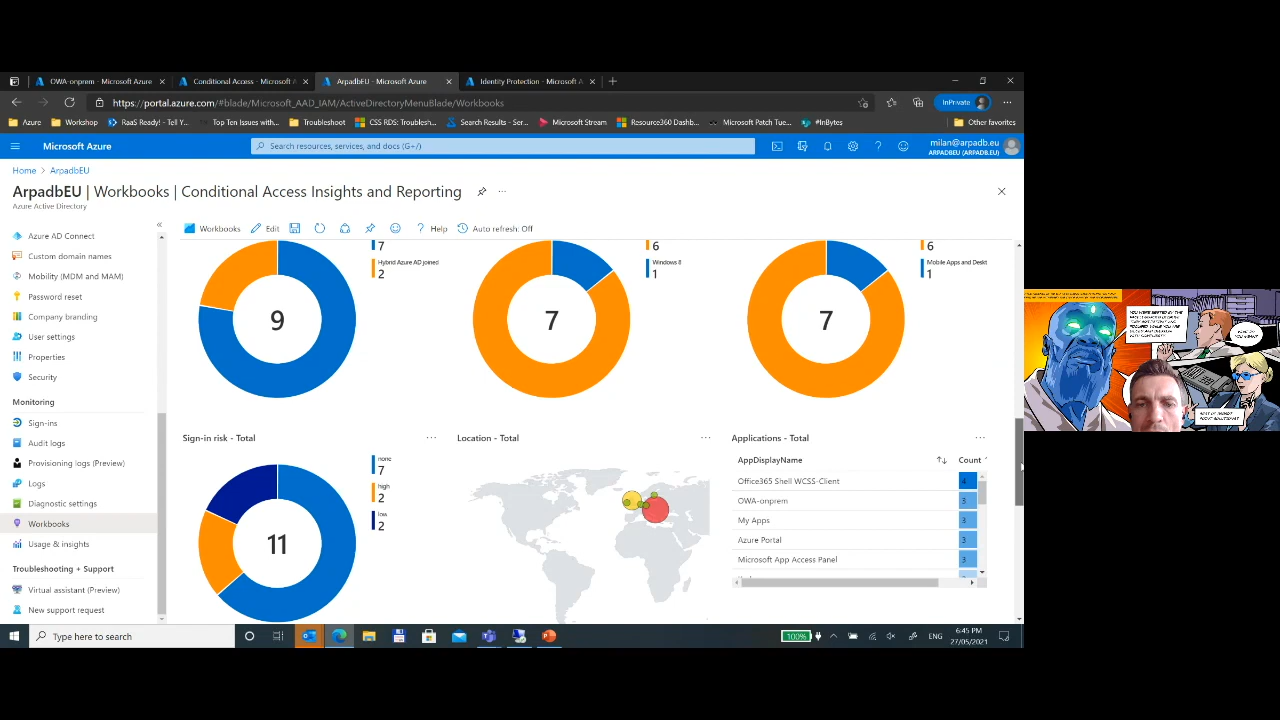 OWA-onprem - Microsoft Azure
Conditional Access - Microsoft A
ArpadbEU - Microsoft Azure
Identity Protection - Microsoft A
https://portal.azure.com/#blade/Microsoft_AAD_IAM/ActiveDirectoryMenuBlade/Workbooks
InPrivate
Azure
Workshop
RaaS Ready! - Tell Y...
Top Ten Issues with...
Troubleshoot
CSS RDS: Troublesh...
Search Results - Ser...
Microsoft Stream
Resource360 Dashb...
Microsoft Patch Tue...
#InBytes
Other favorites
Microsoft Azure
Search resources, services, and docs (G+/)
milan@arpadb.eu
ARPADBEU (ARPADB.EU)
Home > ArpadbEU
ArpadbEU | Workbooks | Conditional Access Insights and Reporting
Azure Active Directory
Workbooks
Edit
Help
Auto refresh: Off
Azure AD Connect
Custom domain names
Mobility (MDM and MAM)
Password reset
Company branding
User settings
Properties
Security
Monitoring
Sign-ins
Audit logs
Provisioning logs (Preview)
Logs
Diagnostic settings
Workbooks
Usage & insights
Troubleshooting + Support
Virtual assistant (Preview)
New support request
9
7
Hybrid Azure AD joined
2
7
6
Windows 8
1
7
6
Mobile Apps and Deskt
1
Sign-in risk - Total
11
none
7
high
2
low
2
Location - Total
Applications - Total
AppDisplayName
Count
Office365 Shell WCSS-Client
4
OWA-onprem
3
My Apps
3
Azure Portal
3
Microsoft App Access Panel
3
Type here to search
100%
ENG
6:45 PM
27/05/2021